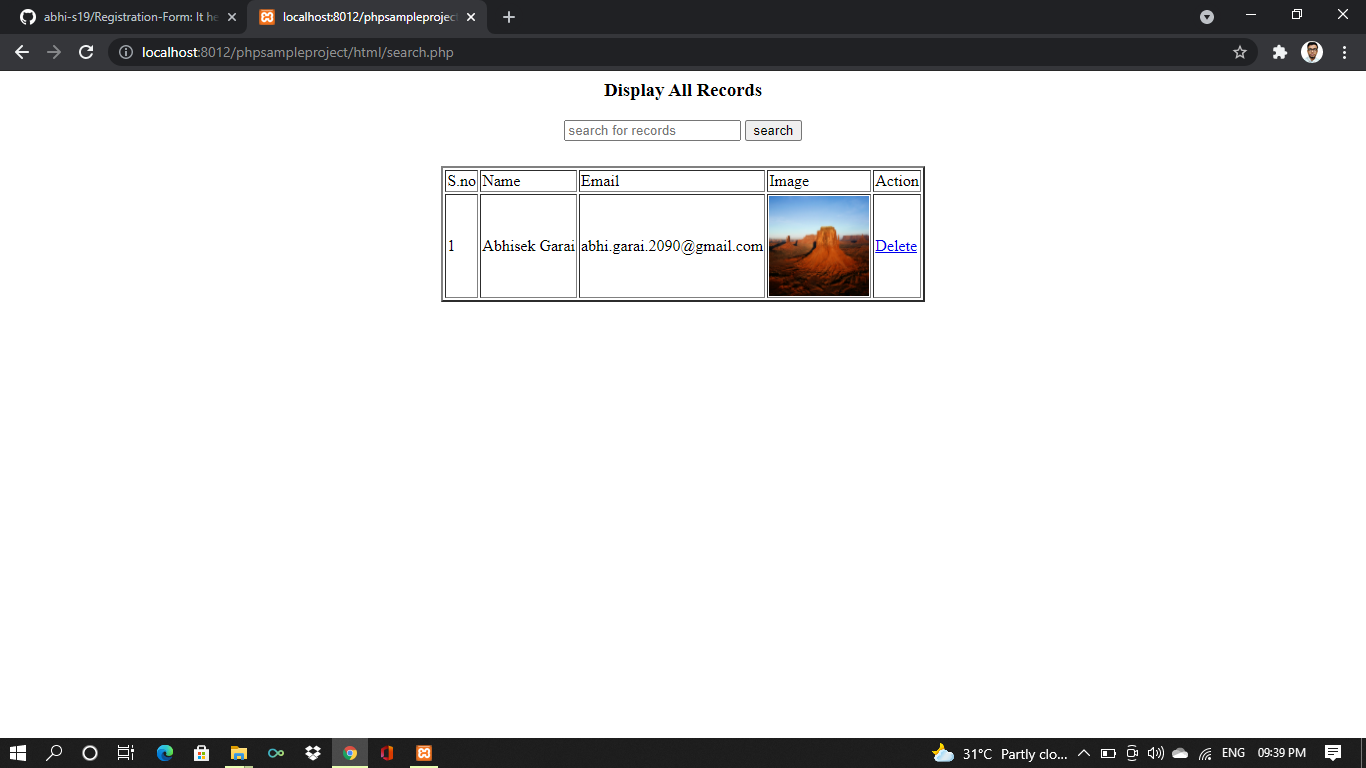 abhi-s19/Registration-Form: It he
localhost:8012/phpsampleproject
localhost:8012/phpsampleproject/html/search.php
Display All Records
search for records search
S.no Name Email Image Action
1 Abhisek Garai abhi.garai.2090@gmail.com Delete
31°C Partly clo... ENG 09:39 PM